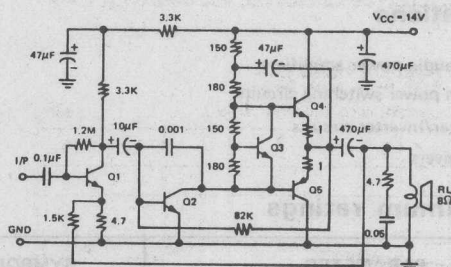 3.3K
VCC = 14V
47µF
150
47µF
470µF
3.3K
180
Q4
1.2M
10µF
0.001
150
Q3
1
470µF
I/P
0.1µF
Q1
180
1
4.7
RL
8Ω
Q2
Q5
1.5K
4.7
82K
0.05
GND